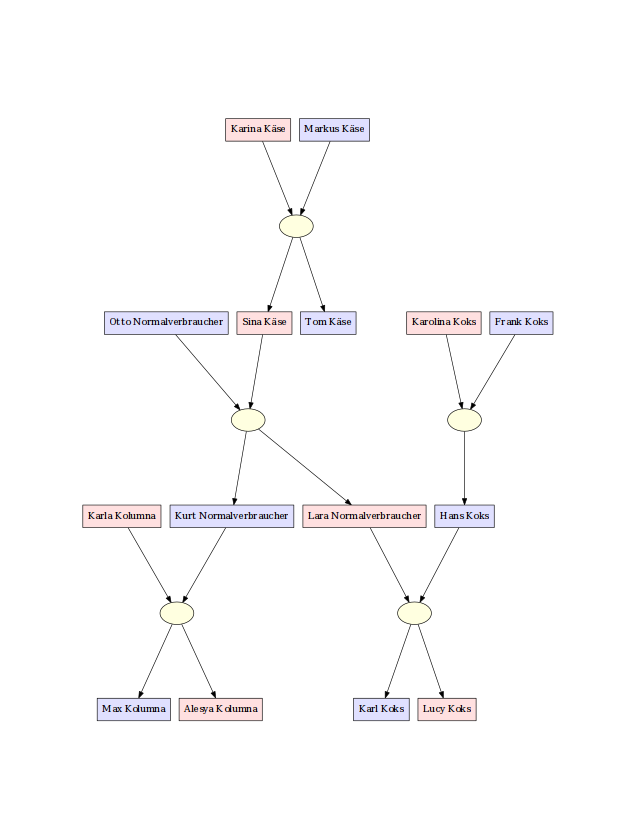 Karina Käse
Markus Käse
Otto Normalverbraucher
Sina Käse
Tom Käse
Karolina Koks
Frank Koks
Karla Kolumna
Kurt Normalverbraucher
Lara Normalverbraucher
Hans Koks
Max Kolumna
Alesya Kolumna
Karl Koks
Lucy Koks